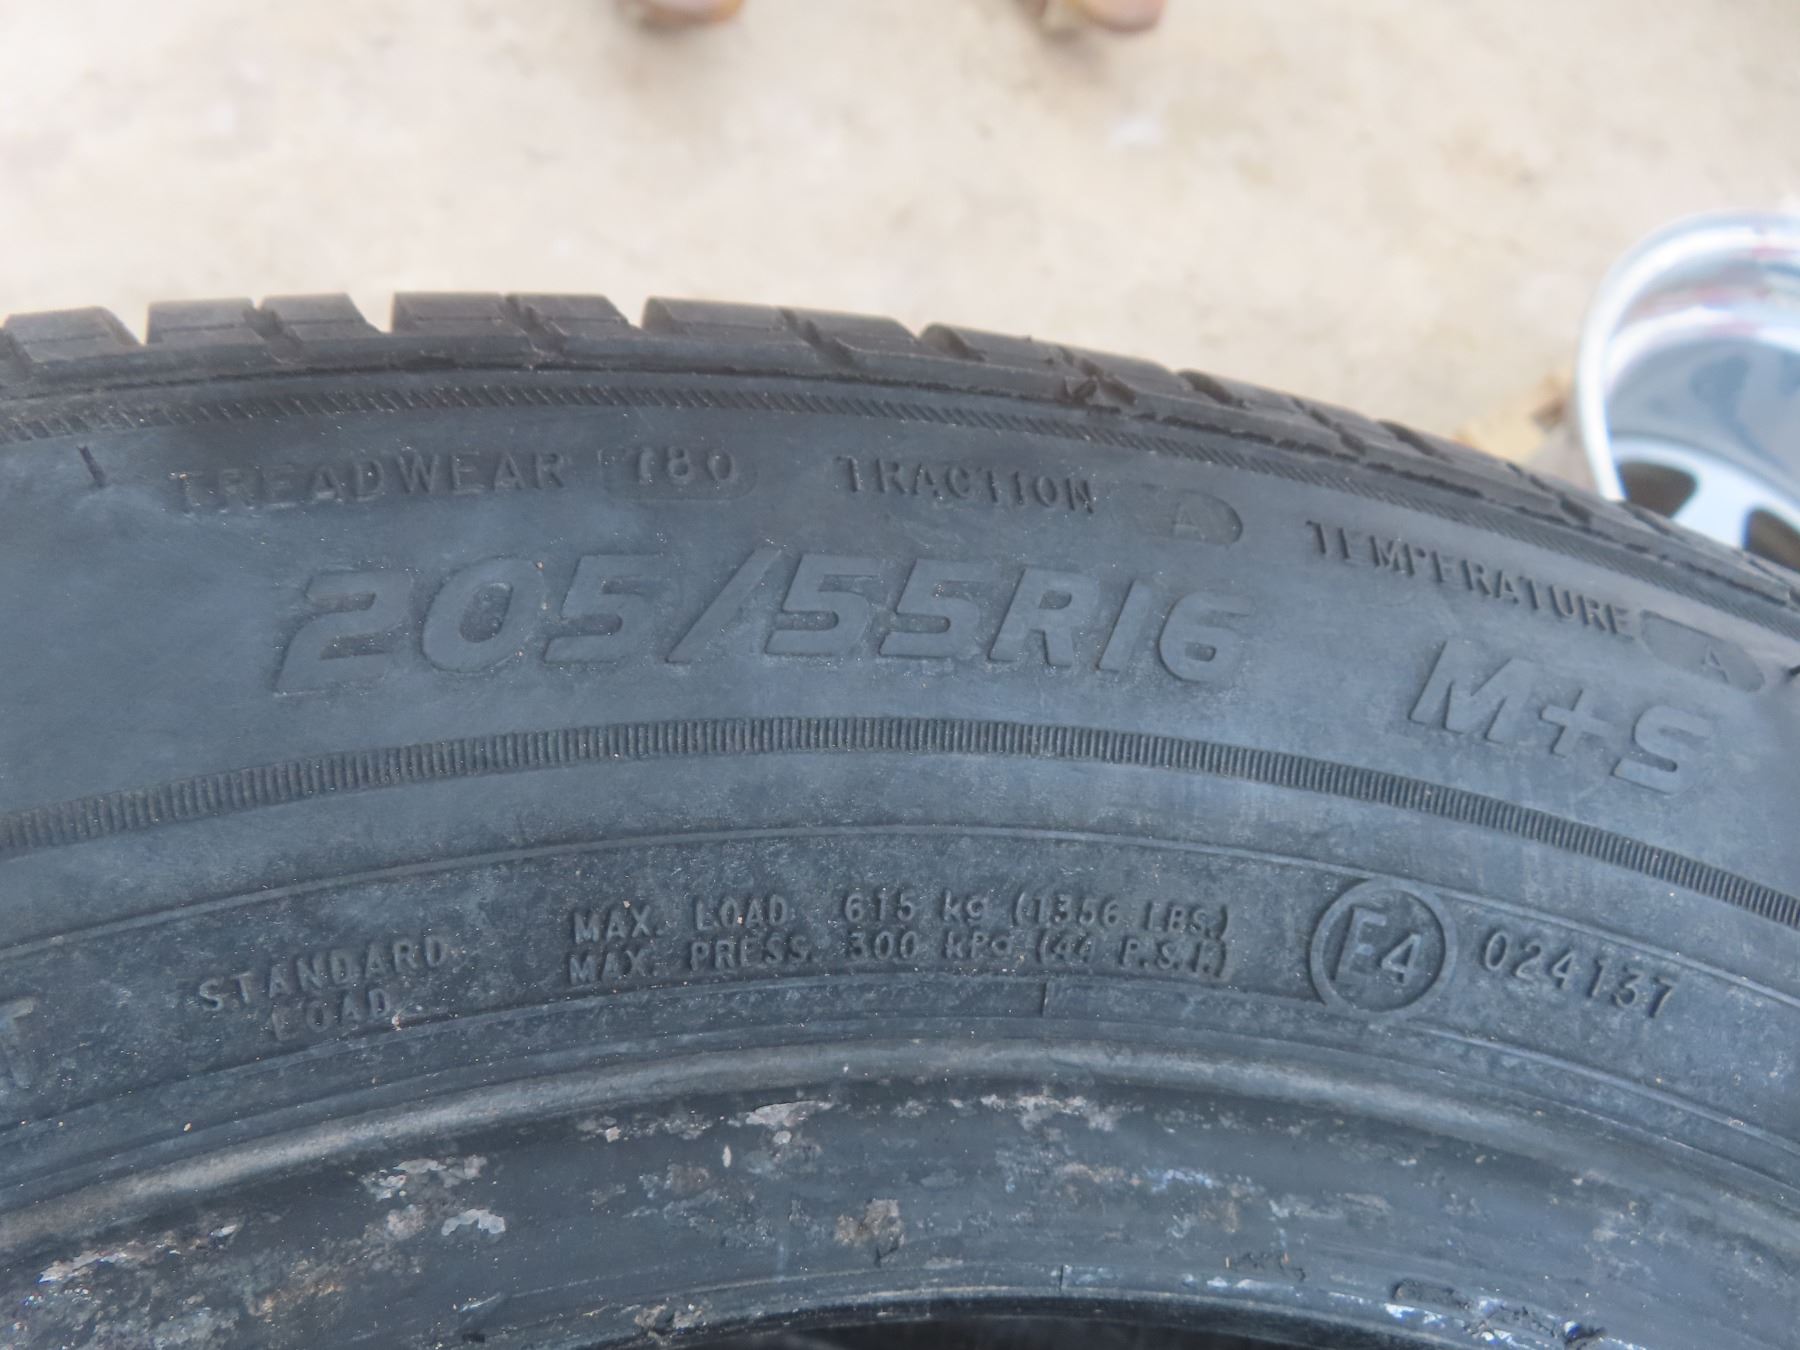 TREADWEAR 180 TRACTION A TEMPERATURE A
205/55R16 M+S
STANDARD
LOAD
MAX. LOAD 615 kg (1356 LBS.)
MAX. PRESS. 300 kPa (44 P.S.I.)
E4 024137